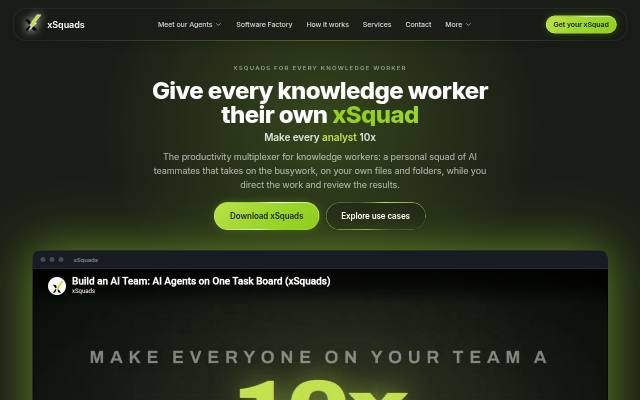 xSquads
Meet our Agents
Software Factory
How it works
Services
Contact
More
Get your xSquad
XSQUADS FOR EVERY KNOWLEDGE WORKER
Give every knowledge worker
their own xSquad
Make every analyst 10x
The productivity multiplexer for knowledge workers: a personal squad of AI
teammates that takes on the busywork, on your own files and folders, while you
direct the work and review the results.
Download xSquads
Explore use cases
xSquads
Build an AI Team: AI Agents on One Task Board (xSquads)
xSquads
MAKE EVERYONE ON YOUR TEAM A
10x